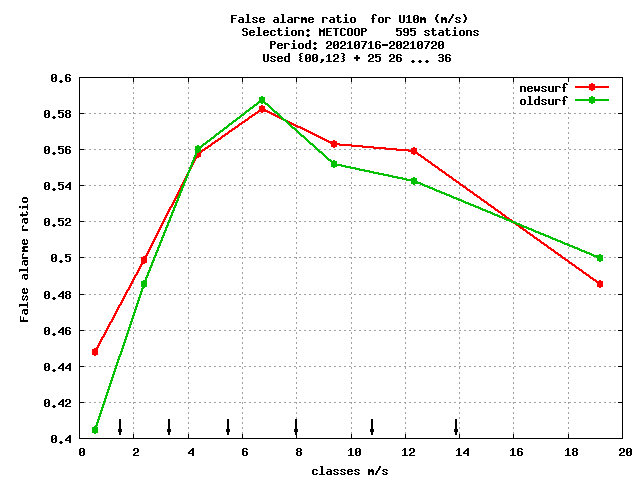 False alarme ratio  for U10m (m/s)
Selection: METCOOP    595 stations
Period: 20210716-20210720
Used {00,12} + 25 26 ... 36
newsurf
oldsurf
0.6
0.58
0.56
0.54
0.52
0.5
0.48
0.46
0.44
0.42
0.4
False alarme ratio
0 2 4 6 8 10 12 14 16 18 20
classes m/s